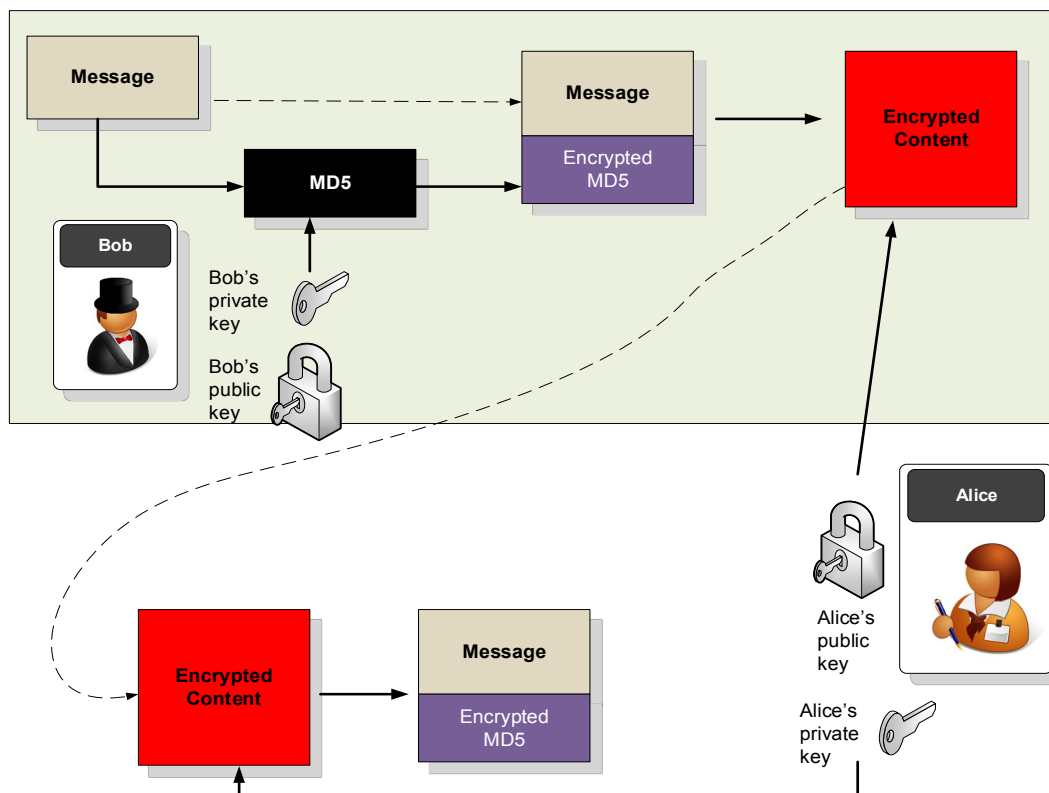 Message
Message
Encrypted
MD5
Encrypted
Content
MD5
Bob
Bob's
private
key
Bob's
public
key
Alice
Alice's
public
key
Encrypted
Content
Message
Encrypted
MD5
Alice's
private
key